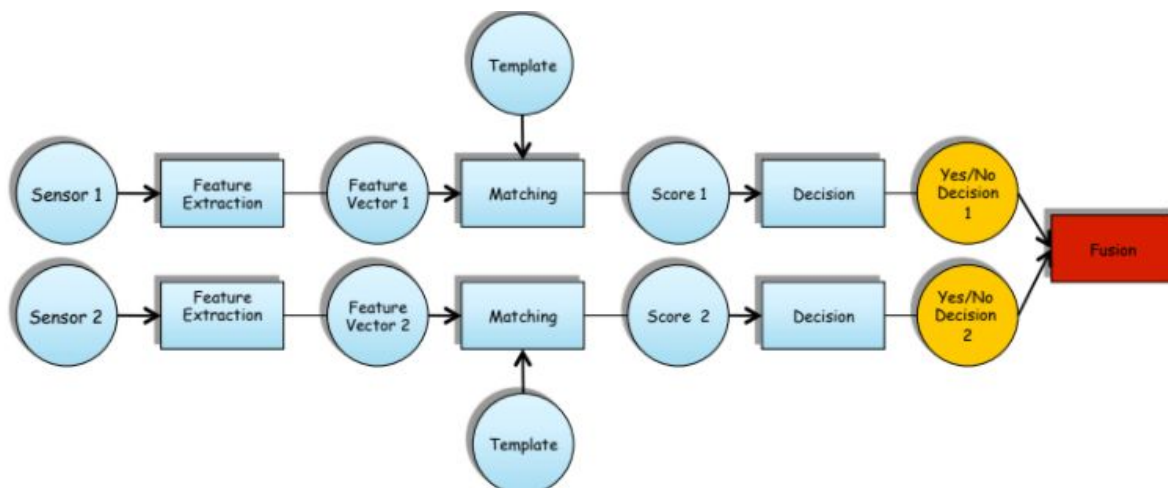 Template
Sensor 1
Feature
Extraction
Feature
Vector 1
Matching
Score 1
Decision
Yes/No
Decision
1
Fusion
Sensor 2
Feature
Extraction
Feature
Vector 2
Matching
Score 2
Decision
Yes/No
Decision
2
Template